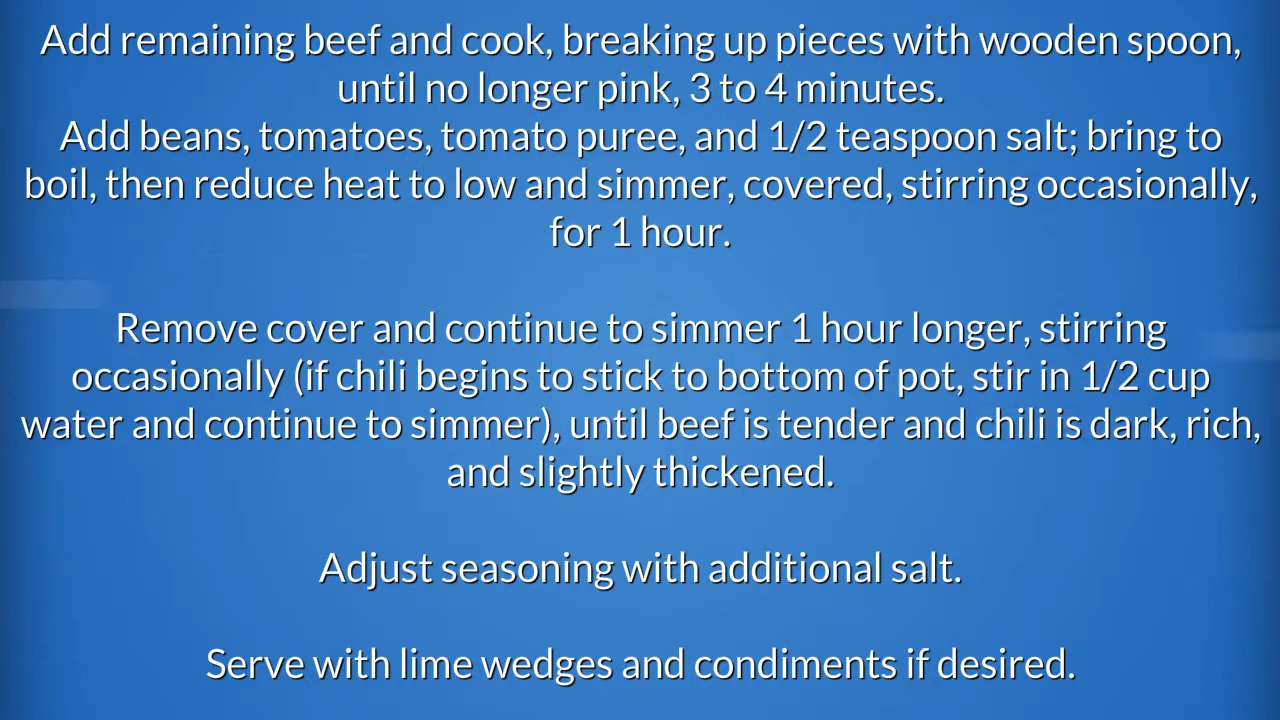 Add remaining beef and cook, breaking up pieces with wooden spoon,
until no longer pink, 3 to 4 minutes.
Add beans, tomatoes, tomato puree, and 1/2 teaspoon salt; bring to
boil, then reduce heat to low and simmer, covered, stirring occasionally,
for 1 hour.
Remove cover and continue to simmer 1 hour longer, stirring
occasionally (if chili begins to stick to bottom of pot, stir in 1/2 cup
water and continue to simmer), until beef is tender and chili is dark, rich,
and slightly thickened.
Adjust seasoning with additional salt.
Serve with lime wedges and condiments if desired.